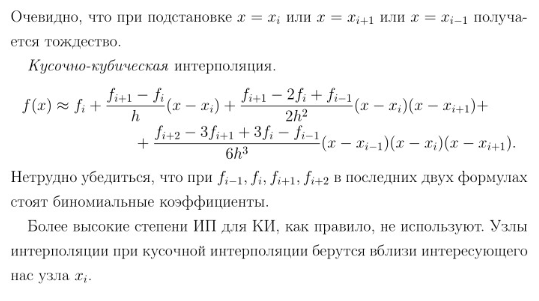 Очевидно, что при подстановке x = x_i или x = x_{i+1} или x = x_{i−1} получа-
ется тождество.
Кусочно-кубическая интерполяция.
f(x) ≈ f_i + \frac{f_{i+1} − f_i}{h}(x − x_i) + \frac{f_{i+1} − 2f_i + f_{i−1}}{2h^2}(x − x_i)(x − x_{i+1})+
+ \frac{f_{i+2} − 3f_{i+1} + 3f_i − f_{i−1}}{6h^3}(x − x_{i−1})(x − x_i)(x − x_{i+1}).
Нетрудно убедиться, что при f_{i−1}, f_i, f_{i+1}, f_{i+2} в последних двух формулах
стоят биномиальные коэффициенты.
Более высокие степени ИП для КИ, как правило, не используют. Узлы
интерполяции при кусочной интерполяции берутся вблизи интересующего
нас узла x_i.